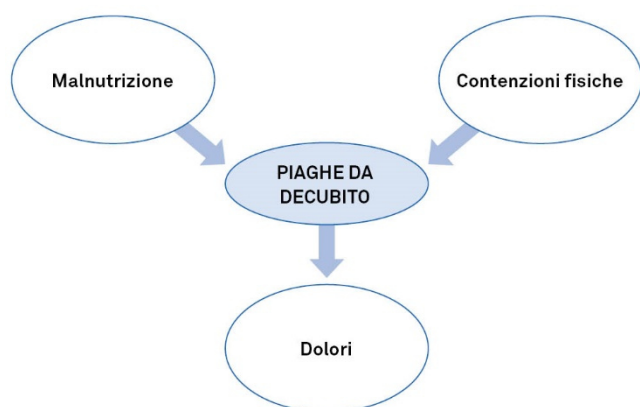 Malnutrizione
Contenzioni fisiche
PIAGHE DA
DECUBITO
Dolori